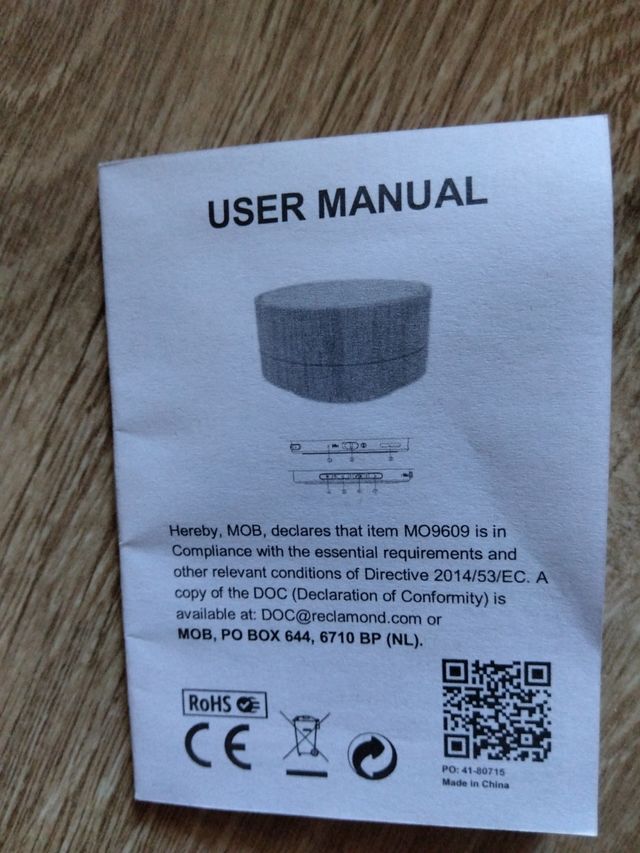 USER MANUAL
Hereby, MOB, declares that item MO9609 is in
Compliance with the essential requirements and
other relevant conditions of Directive 2014/53/EC. A
copy of the DOC (Declaration of Conformity) is
available at: DOC@reclamond.com or
MOB, PO BOX 644, 6710 BP (NL).
RoHS
CE
PO: 41-80715
Made in China